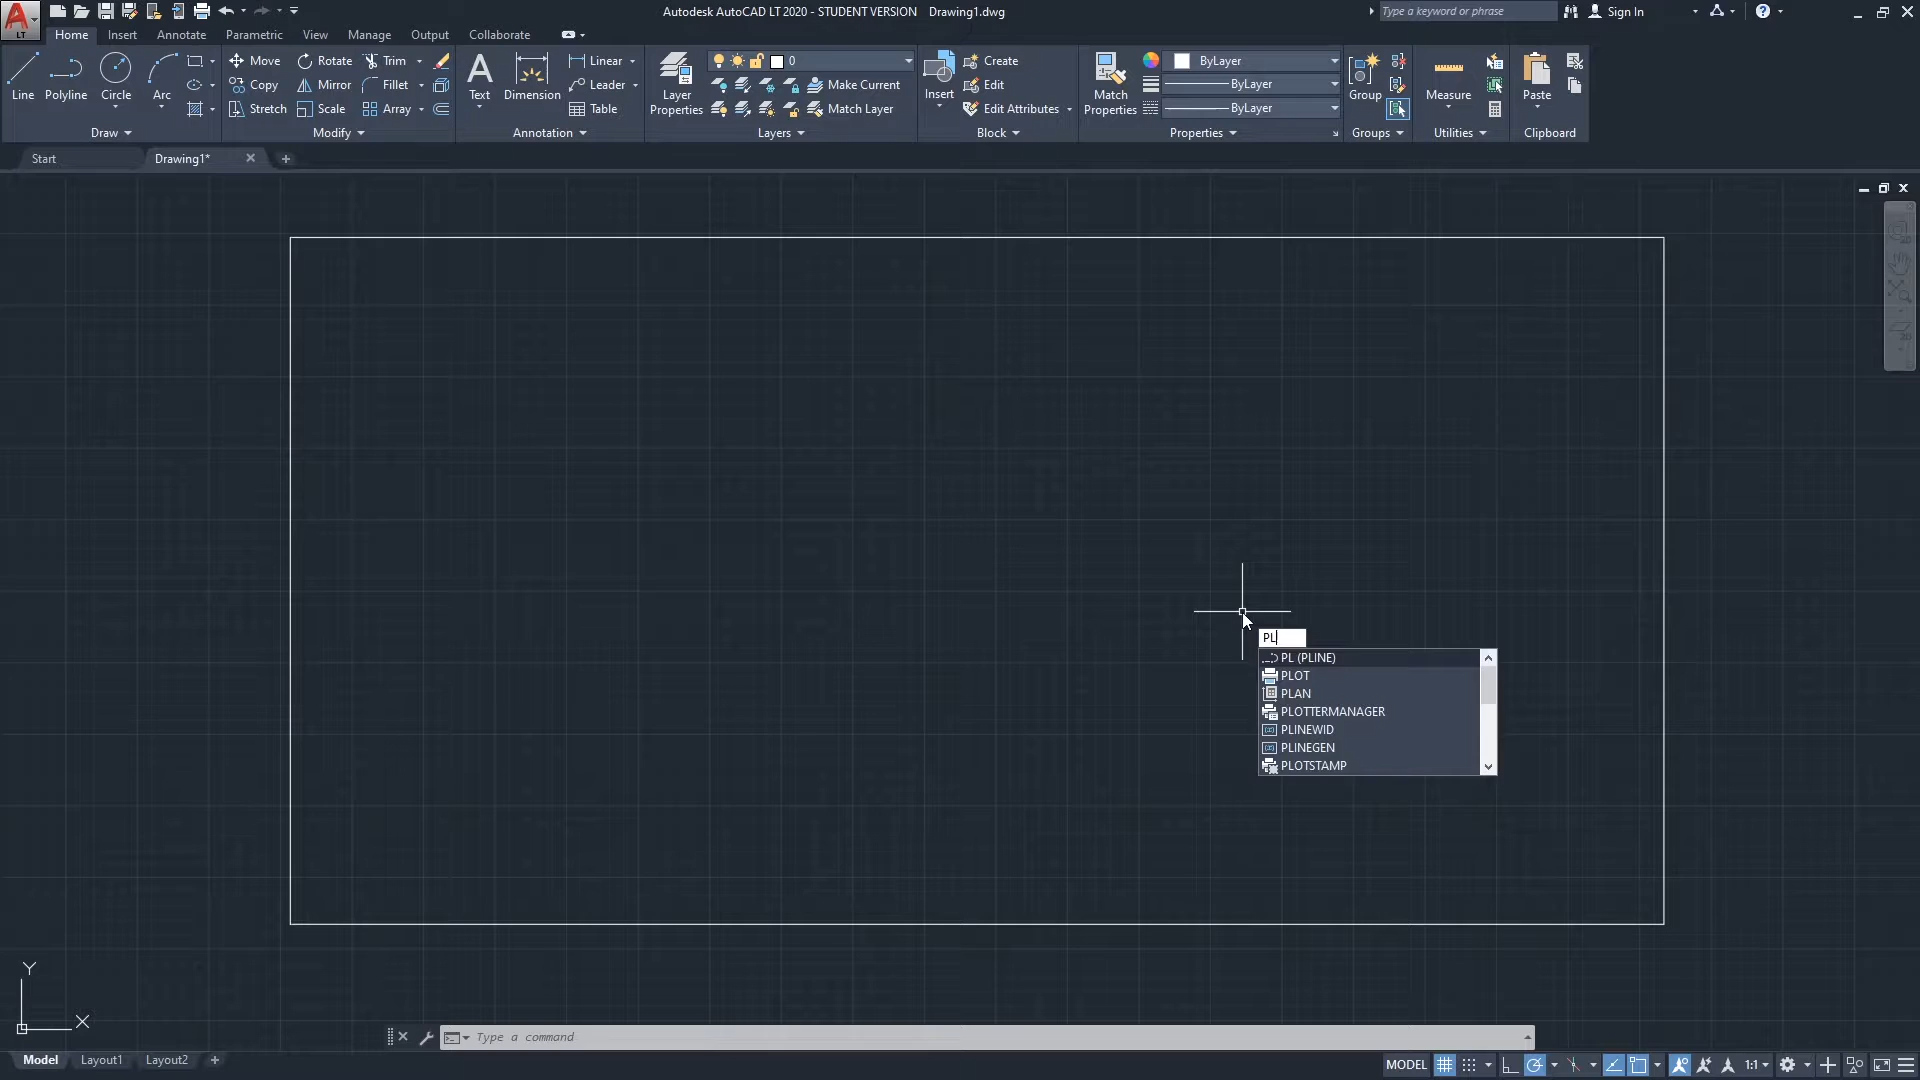 Autodesk AutoCAD LT 2020 - STUDENT VERSION Drawing1.dwg
Type a keyword or phrase
Sign In
LT
Home Insert Annotate Parametric View Manage Output Collaborate
Line Polyline Circle Arc
Draw
Move Rotate Trim
Copy Mirror Fillet
Stretch Scale Array
Modify
Text Dimension
Linear
Leader
Table
Annotation
Layer Properties
0
Make Current
Match Layer
Layers
Insert
Create
Edit
Edit Attributes
Block
Match Properties
ByLayer
ByLayer
ByLayer
Properties
Group
Groups
Measure
Utilities
Paste
Clipboard
Start Drawing1*
PL
PL (PLINE)
PLOT
PLAN
PLOTTERMANAGER
PLINEWID
PLINEGEN
PLOTSTAMP
Y
X
Type a command
Model Layout1 Layout2
MODEL 1:1